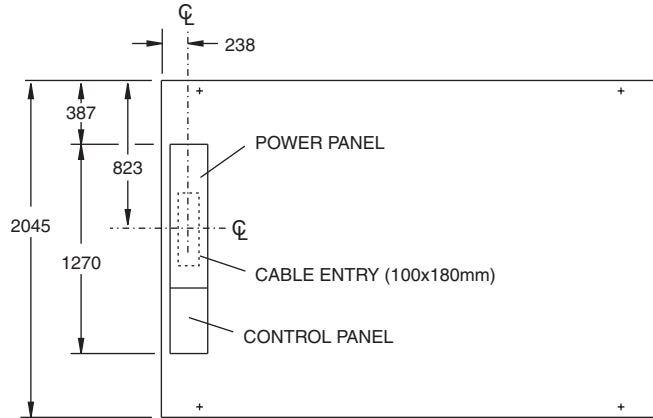 ℄
238
387
POWER PANEL
823
2045
℄
1270
CABLE ENTRY (100x180mm)
CONTROL PANEL